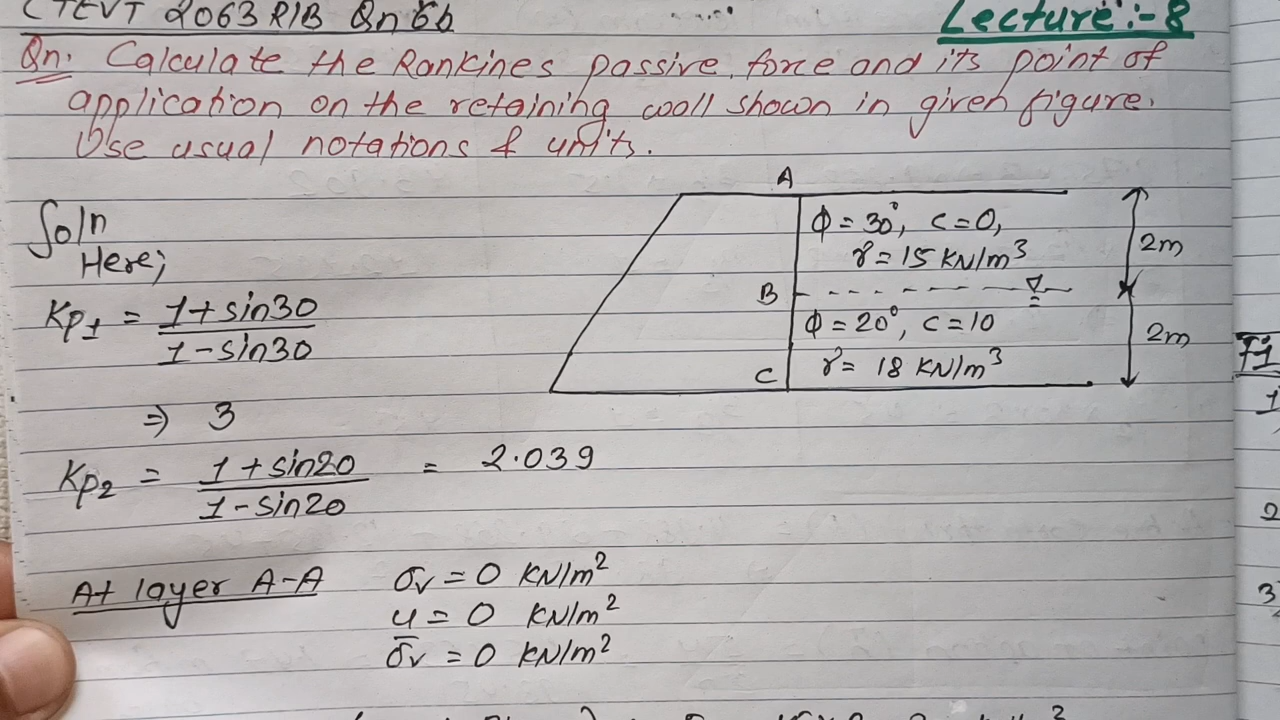 CTEVT 2063 R/B Qn 6b
Lecture :- 8
Qn. Calculate the Rankines passive force and its point of
application on the retaining wall shown in given figure.
Use usual notations & units.
Soln
Here;
Kp1 = 1+sin30 / 1-sin30
⇒ 3
Kp2 = 1+sin20 / 1-sin20 = 2.039
A
ϕ = 30°, c=0,
γ = 15 KN/m³
2m
B
ϕ = 20°, c=10
γ = 18 KN/m³
2m
C
At layer A-A σv = 0 KN/m²
u = 0 KN/m²
σ̄v = 0 KN/m²
1
2
3